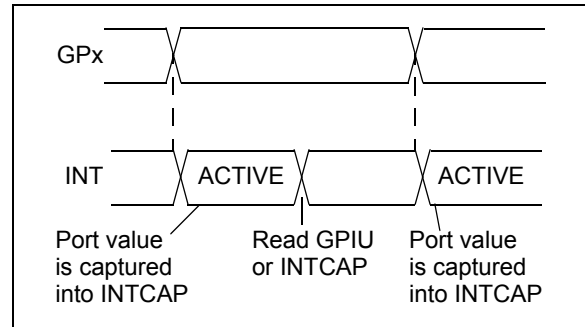 GPx
INT
ACTIVE
ACTIVE
Port value
is captured
into INTCAP
Read GPIU
or INTCAP
Port value
is captured
into INTCAP